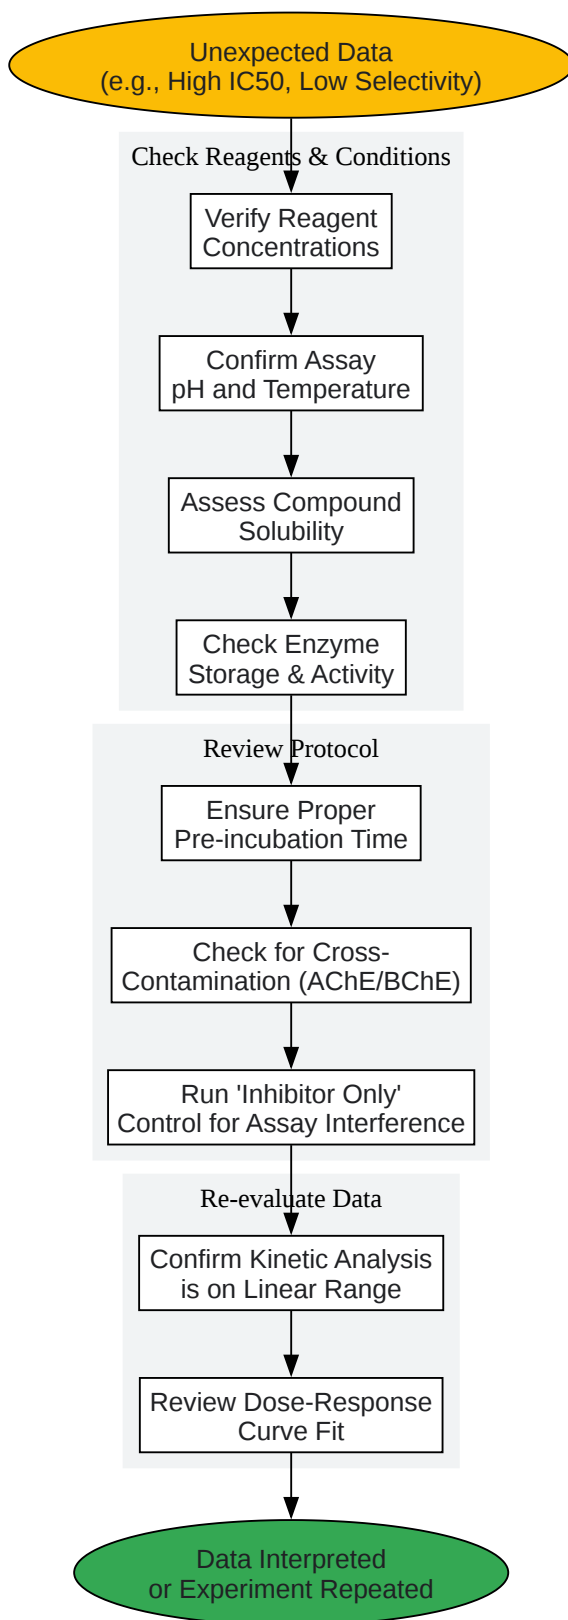 Unexpected Data
(e.g., High IC50, Low Selectivity)
Check Reagents & Conditions
Verify Reagent
Concentrations
Confirm Assay
pH and Temperature
Assess Compound
Solubility
Check Enzyme
Storage & Activity
Review Protocol
Ensure Proper
Pre-incubation Time
Check for Cross-
Contamination (AChE/BChE)
Run 'Inhibitor Only'
Control for Assay Interference
Re-evaluate Data
Confirm Kinetic Analysis
is on Linear Range
Review Dose-Response
Curve Fit
Data Interpreted
or Experiment Repeated